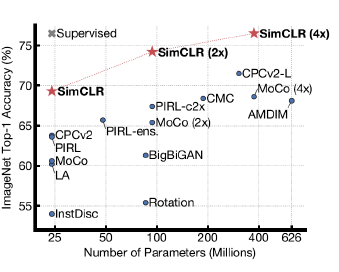 ImageNet Top-1 Accuracy (%)
75
70
65
60
55
Supervised
SimCLR (4x)
SimCLR (2x)
SimCLR
CPCv2-L
MoCo (4x)
CMC
AMDIM
PIRL-c2x
MoCo (2x)
PIRL-ens.
CPCv2
PIRL
MoCo
LA
BigBiGAN
Rotation
InstDisc
25
50
100
200
400
626
Number of Parameters (Millions)